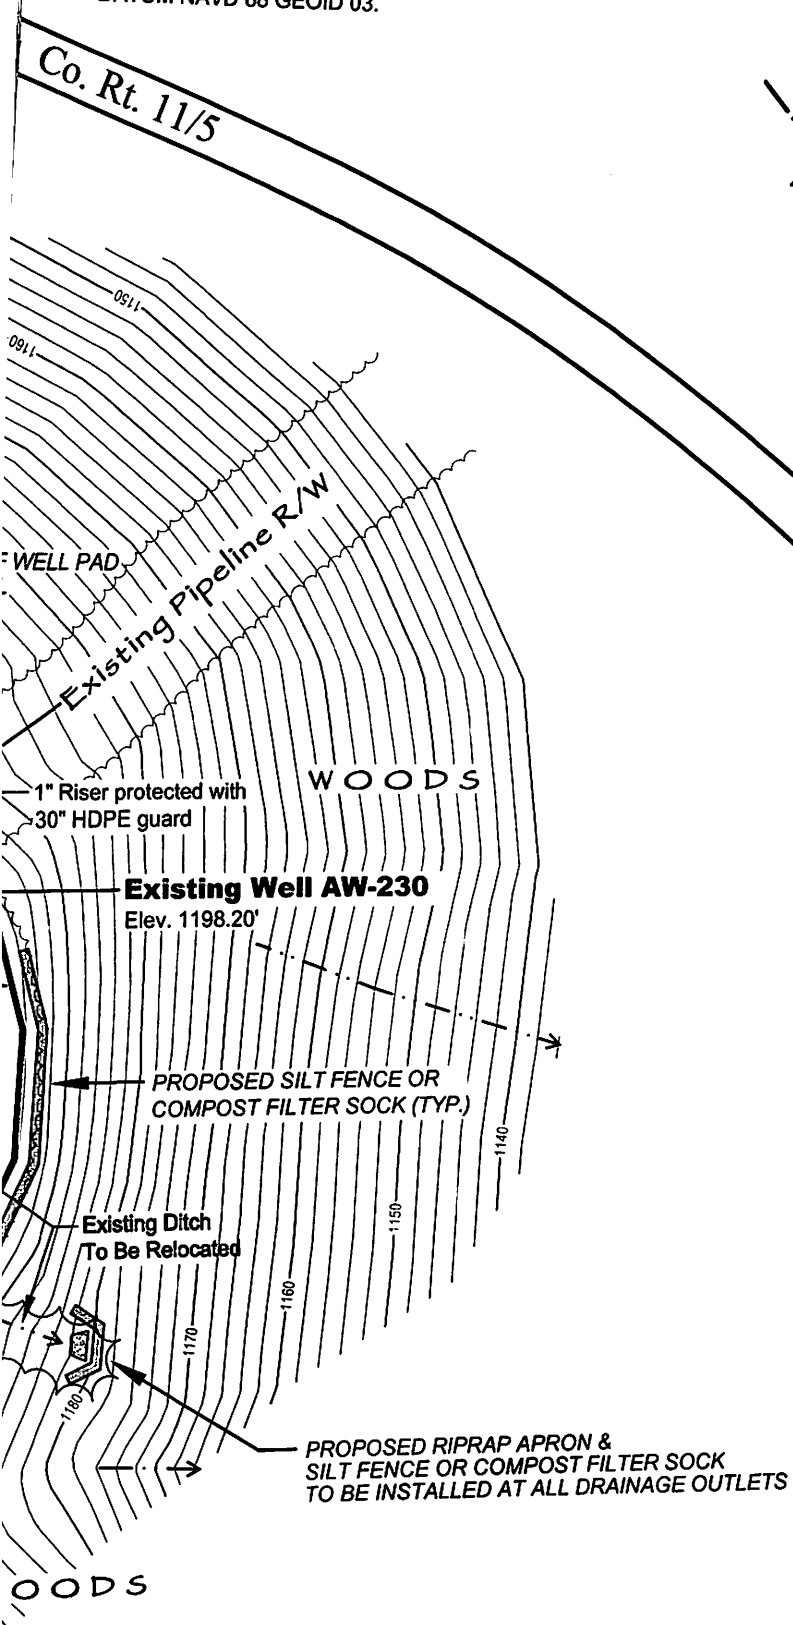 NAVD 88 GEOID 03.
Co. Rt. 11/5
1150
1160
WELL PAD
Existing Pipeline R/W
1" Riser protected with
30" HDPE guard
WOODS
Existing Well AW-230
Elev. 1198.20'
PROPOSED SILT FENCE OR
COMPOST FILTER SOCK (TYP.)
1140
1150
Existing Ditch
To Be Relocated
1160
1170
1180
PROPOSED RIPRAP APRON &
SILT FENCE OR COMPOST FILTER SOCK
TO BE INSTALLED AT ALL DRAINAGE OUTLETS
OODS